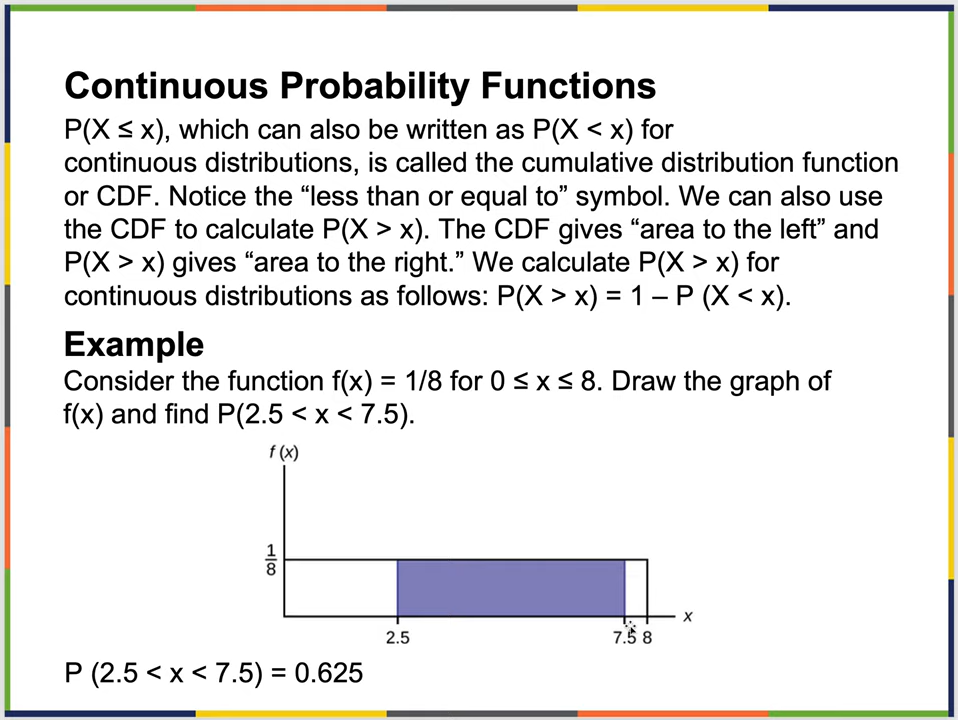 Continuous Probability Functions
P(X ≤ x), which can also be written as P(X < x) for
continuous distributions, is called the cumulative distribution function
or CDF. Notice the “less than or equal to” symbol. We can also use
the CDF to calculate P(X > x). The CDF gives “area to the left” and
P(X > x) gives “area to the right.” We calculate P(X > x) for
continuous distributions as follows: P(X > x) = 1 – P (X < x).
Example
Consider the function f(x) = 1/8 for 0 ≤ x ≤ 8. Draw the graph of
f(x) and find P(2.5 < x < 7.5).
f (x)
1
8
x
2.5 7.5 8
P (2.5 < x < 7.5) = 0.625